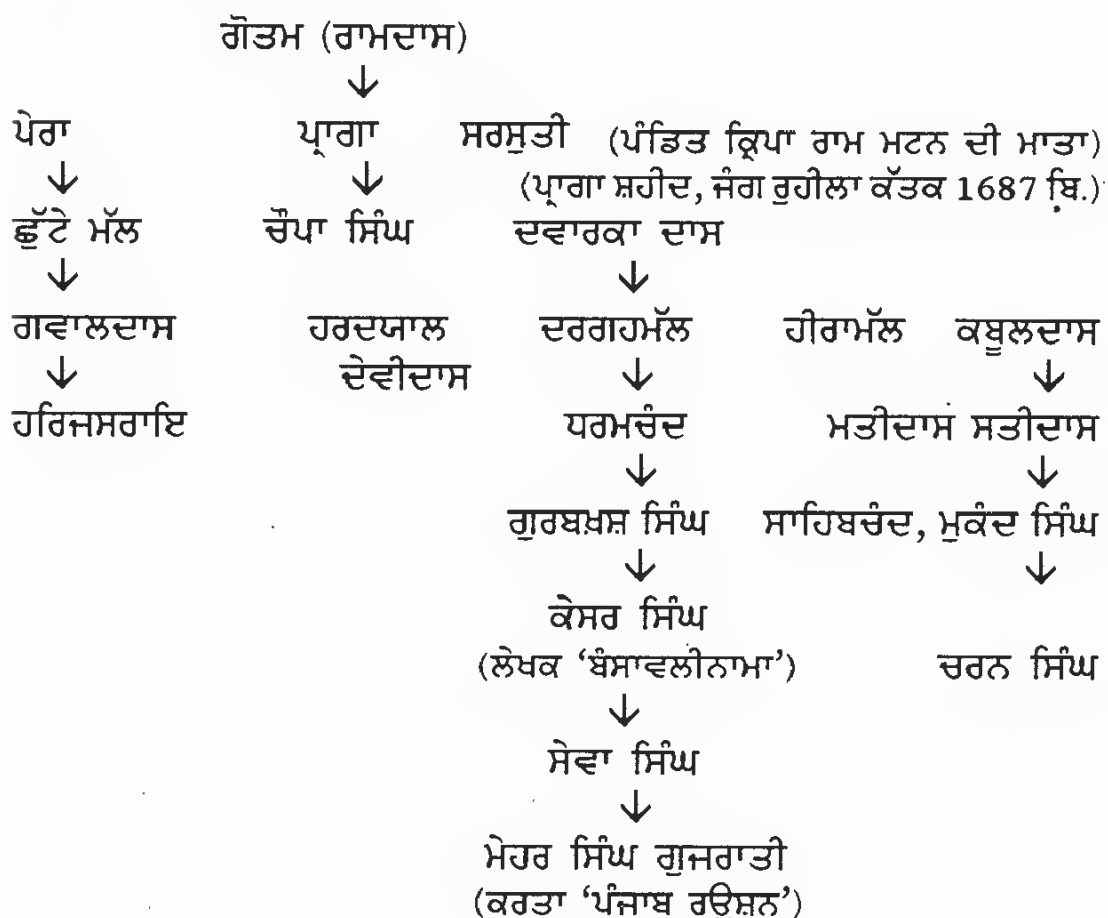 ਗੌਤਮ (ਰਾਮਦਾਸ)
↓
ਪੇਰਾ ਪ੍ਰਾਗਾ ਸਰਸੁਤੀ (ਪੰਡਿਤ ਕ੍ਰਿਪਾ ਰਾਮ ਮਟਨ ਦੀ ਮਾਤਾ)
↓ ↓ (ਪ੍ਰਾਗਾ ਸ਼ਹੀਦ, ਜੰਗ ਰੁਹੀਲਾ ਕੱਤਕ 1687 ਬਿ.)
ਛੁੱਟੇ ਮੱਲ ਚੌਪਾ ਸਿੰਘ ਦਵਾਰਕਾ ਦਾਸ
↓ ↓
ਗਵਾਲਦਾਸ ਹਰਦਯਾਲ ਦਰਗਹਮੱਲ ਹੀਰਾਮੱਲ ਕਬੂਲਦਾਸ
↓ ਦੇਵੀਦਾਸ ↓ ↓
ਹਰਿਜਸਰਾਇ ਧਰਮਚੰਦ ਮਤੀਦਾਸ ਸਤੀਦਾਸ
↓ ↓
ਗੁਰਬਖ਼ਸ਼ ਸਿੰਘ ਸਾਹਿਬਚੰਦ, ਮੁਕੰਦ ਸਿੰਘ
↓ ↓
ਕੇਸਰ ਸਿੰਘ
(ਲੇਖਕ ‘ਬੰਸਾਵਲੀਨਾਮਾ’) ਚਰਨ ਸਿੰਘ
↓
ਸੇਵਾ ਸਿੰਘ
↓
ਮੇਹਰ ਸਿੰਘ ਗੁਜਰਾਤੀ
(ਕਰਤਾ ‘ਪੰਜਾਬ ਰਉਸ਼ਨ’)